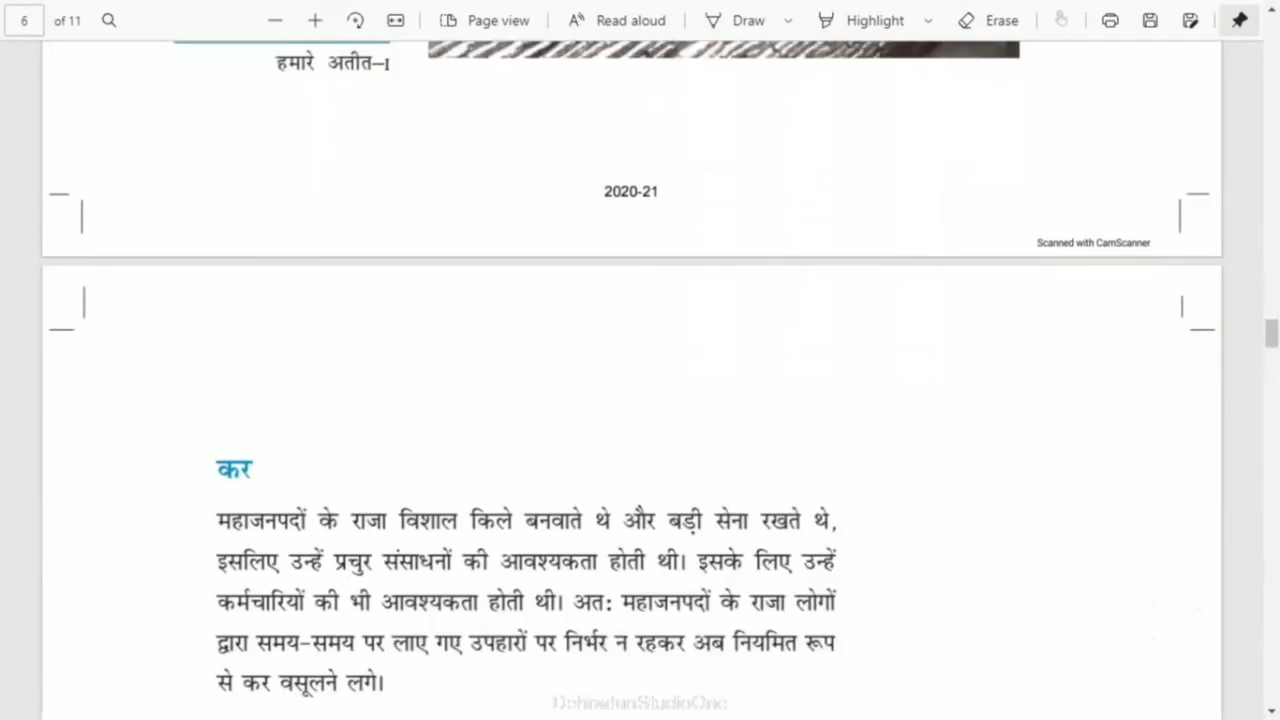 6 of 11 Page view Read aloud Draw Highlight Erase
हमारे अतीत–I
2020-21
Scanned with CamScanner
कर
महाजनपदों के राजा विशाल किले बनवाते थे और बड़ी सेना रखते थे,
इसलिए उन्हें प्रचुर संसाधनों की आवश्यकता होती थी। इसके लिए उन्हें
कर्मचारियों की भी आवश्यकता होती थी। अत: महाजनपदों के राजा लोगों
द्वारा समय-समय पर लाए गए उपहारों पर निर्भर न रहकर अब नियमित रूप
से कर वसूलने लगे।
DehradunStudioOne